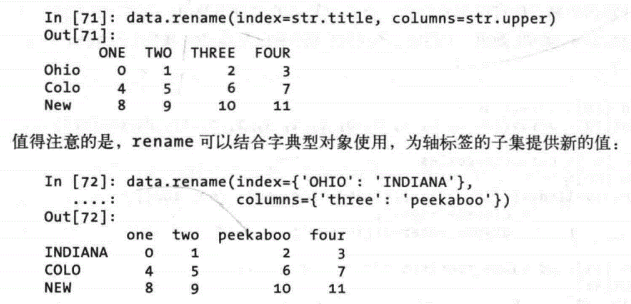 In [71]: data.rename(index=str.title, columns=str.upper)
Out[71]:
      ONE  TWO  THREE  FOUR
Ohio    0    1      2     3
Colo    4    5      6     7
New     8    9     10    11
值得注意的是，rename 可以结合字典型对象使用，为轴标签的子集提供新的值：
In [72]: data.rename(index={'OHIO': 'INDIANA'},
   ....:             columns={'three': 'peekaboo'})
Out[72]:
         one  two  peekaboo  four
INDIANA    0    1         2     3
COLO       4    5         6     7
NEW        8    9        10    11